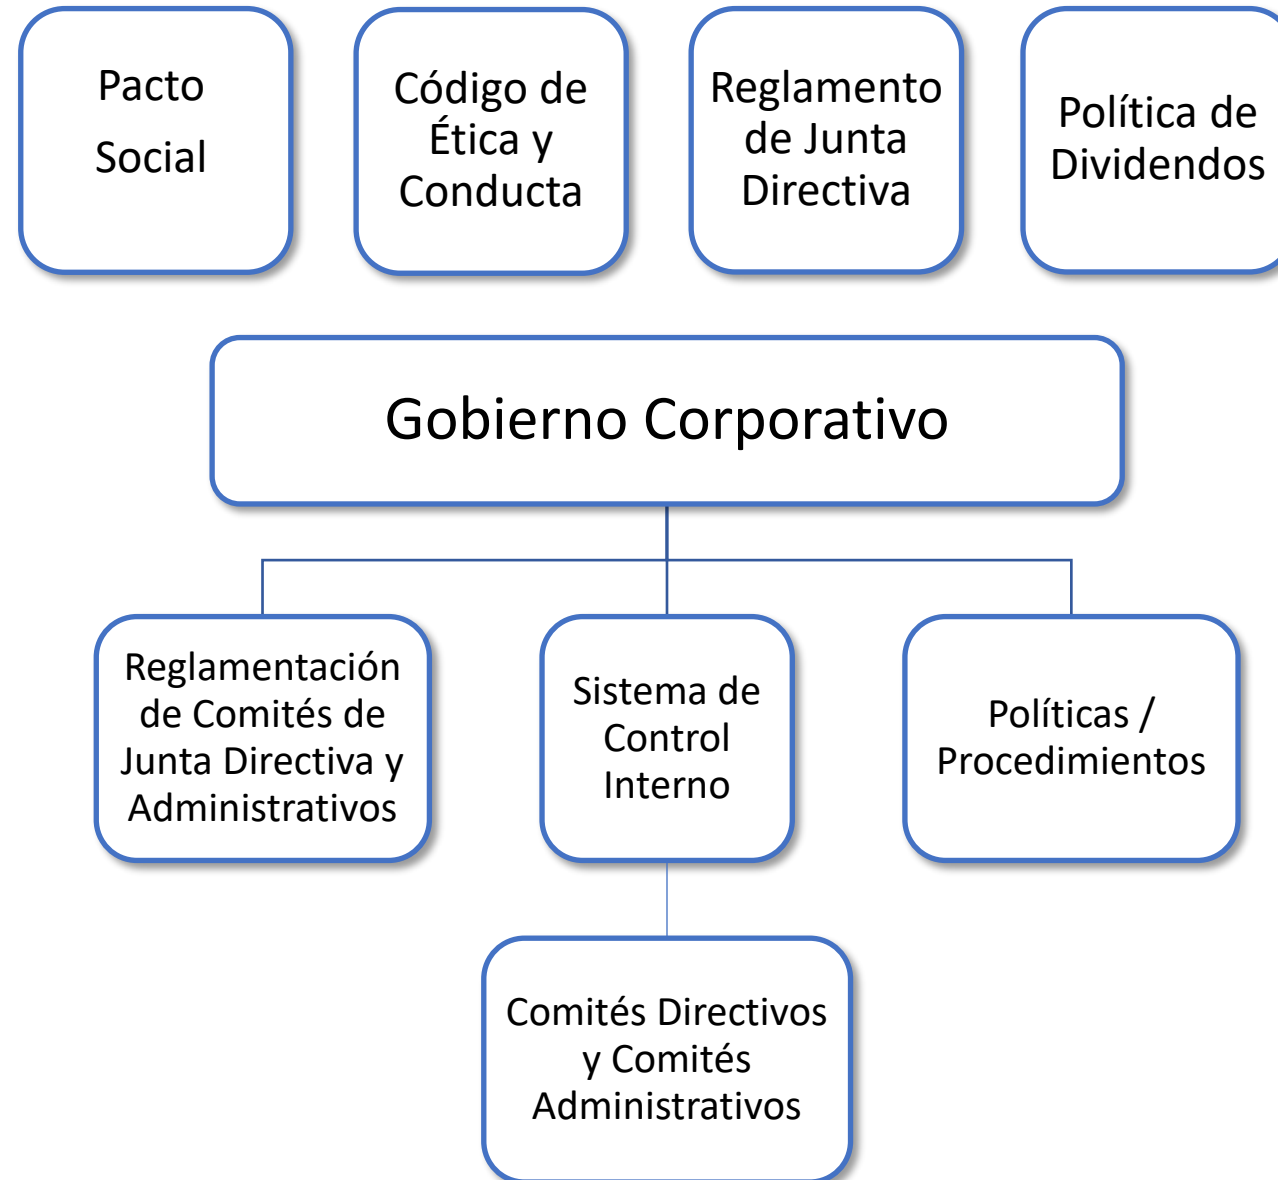 Pacto
Social
Código de
Ética y
Conducta
Reglamento
de Junta
Directiva
Política de
Dividendos
Gobierno Corporativo
Reglamentación
de Comités de
Junta Directiva y
Administrativos
Sistema de
Control
Interno
Políticas /
Procedimientos
Comités Directivos
y Comités
Administrativos